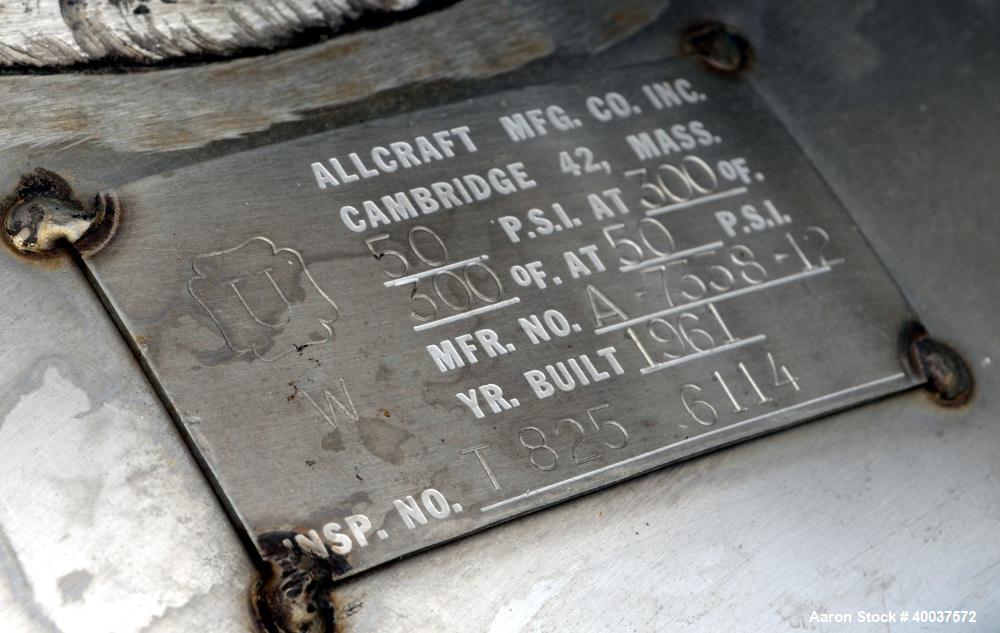 ALLCRAFT MFG. CO. INC.
CAMBRIDGE 42, MASS.
50 P.S.I. AT 300 OF.
300 OF. AT 50 P.S.I.
MFR. NO. A-7338-12
YR. BUILT 1961
U
W
T 825 6114
INSP. NO.
Aaron Stock # 40037572